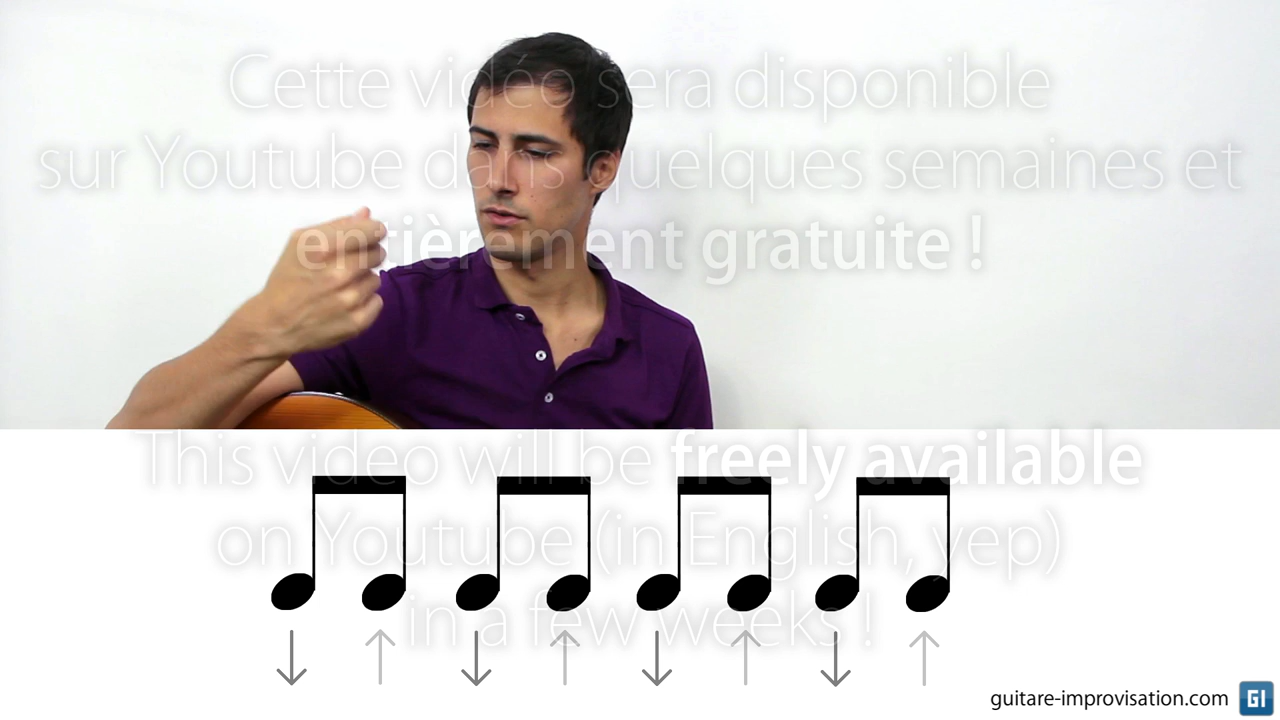 Cette vidéo sera disponible
sur Youtube dans quelques semaines et
entièrement gratuite !
This video will be freely available
on Youtube (in English, yep)
in a few weeks !
guitare-improvisation.com GI